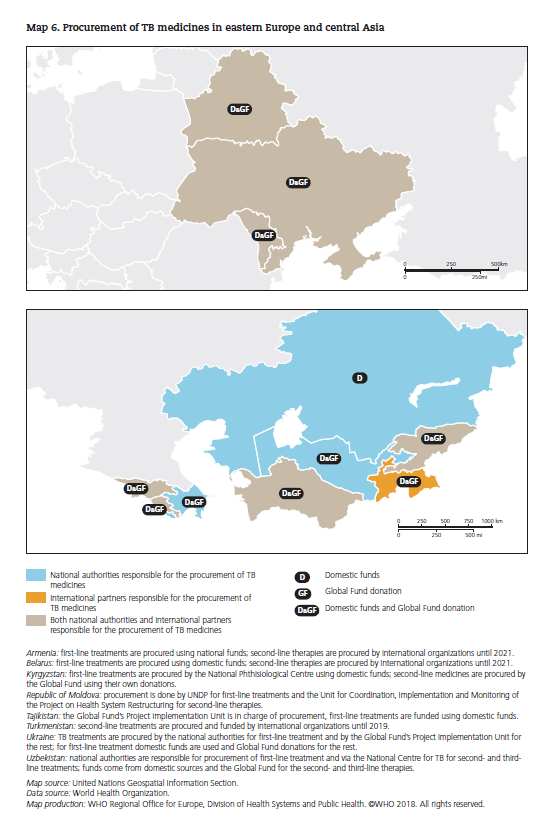 Map 6. Procurement of TB medicines in eastern Europe and central Asia
D&GF
D&GF
D&GF
0 250 500km
0 250mi
D
D&GF
D&GF
D&GF
D&GF
D&GF
D&GF
D&GF
0 250 500 750 1000 km
0 250 500 mi
National authorities responsible for the procurement of TB
medicines
International partners responsible for the procurement of
TB medicines
Both national authorities and international partners
responsible for the procurement of TB medicines
D Domestic funds
GF Global Fund donation
D&GF Domestic funds and Global Fund donation
Armenia: first-line treatments are procured using national funds; second-line therapies are procured by international organizations until 2021.
Belarus: first-line treatments are procured using domestic funds; second-line therapies are procured by international organizations until 2021.
Kyrgyzstan: first-line treatments are procured by the National Phthisiological Centre using domestic funds; second-line medicines are procured by
the Global Fund using their own donations.
Republic of Moldova: procurement is done by UNDP for first-line treatments and the Unit for Coordination, Implementation and Monitoring of
the Project on Health System Restructuring for second-line therapies.
Tajikistan: the Global Fund's Project Implementation Unit is in charge of procurement, first-line treatments are funded using domestic funds.
Turkmenistan: second-line treatments are procured and funded by international organizations until 2019.
Ukraine: TB treatments are procured by the national authorities for first-line treatment and by the Global Fund's Project Implementation Unit for
the rest; for first-line treatment domestic funds are used and Global Fund donations for the rest.
Uzbekistan: national authorities are responsible for procurement of first-line treatment and via the National Centre for TB for second- and third-
line treatments; funds come from domestic sources and the Global Fund for the second- and third-line therapies.
Map source: United Nations Geospatial Information Section.
Data source: World Health Organization.
Map production: WHO Regional Office for Europe, Division of Health Systems and Public Health. ©WHO 2018. All rights reserved.